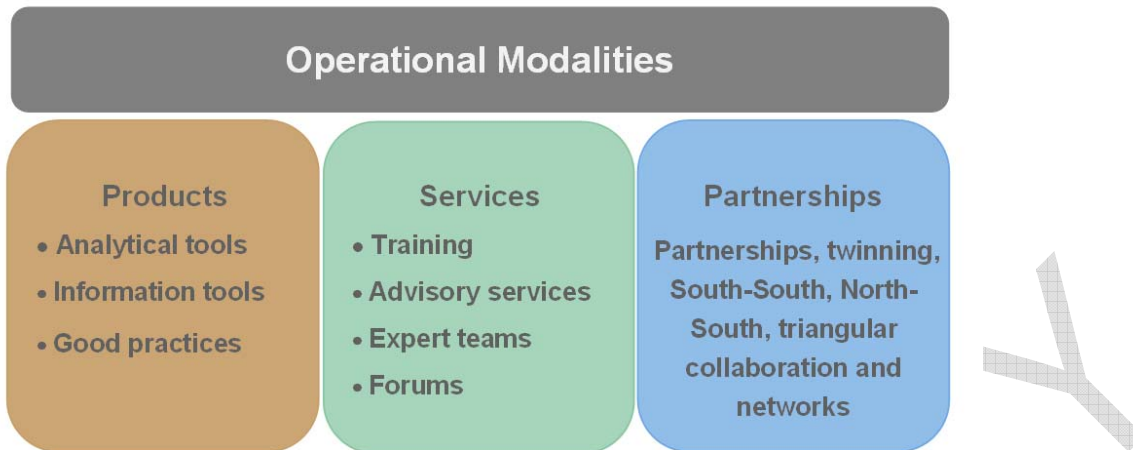 Operational Modalities
Products
• Analytical tools
• Information tools
• Good practices
Services
• Training
• Advisory services
• Expert teams
• Forums
Partnerships
Partnerships, twinning,
South-South, North-
South, triangular
collaboration and
networks